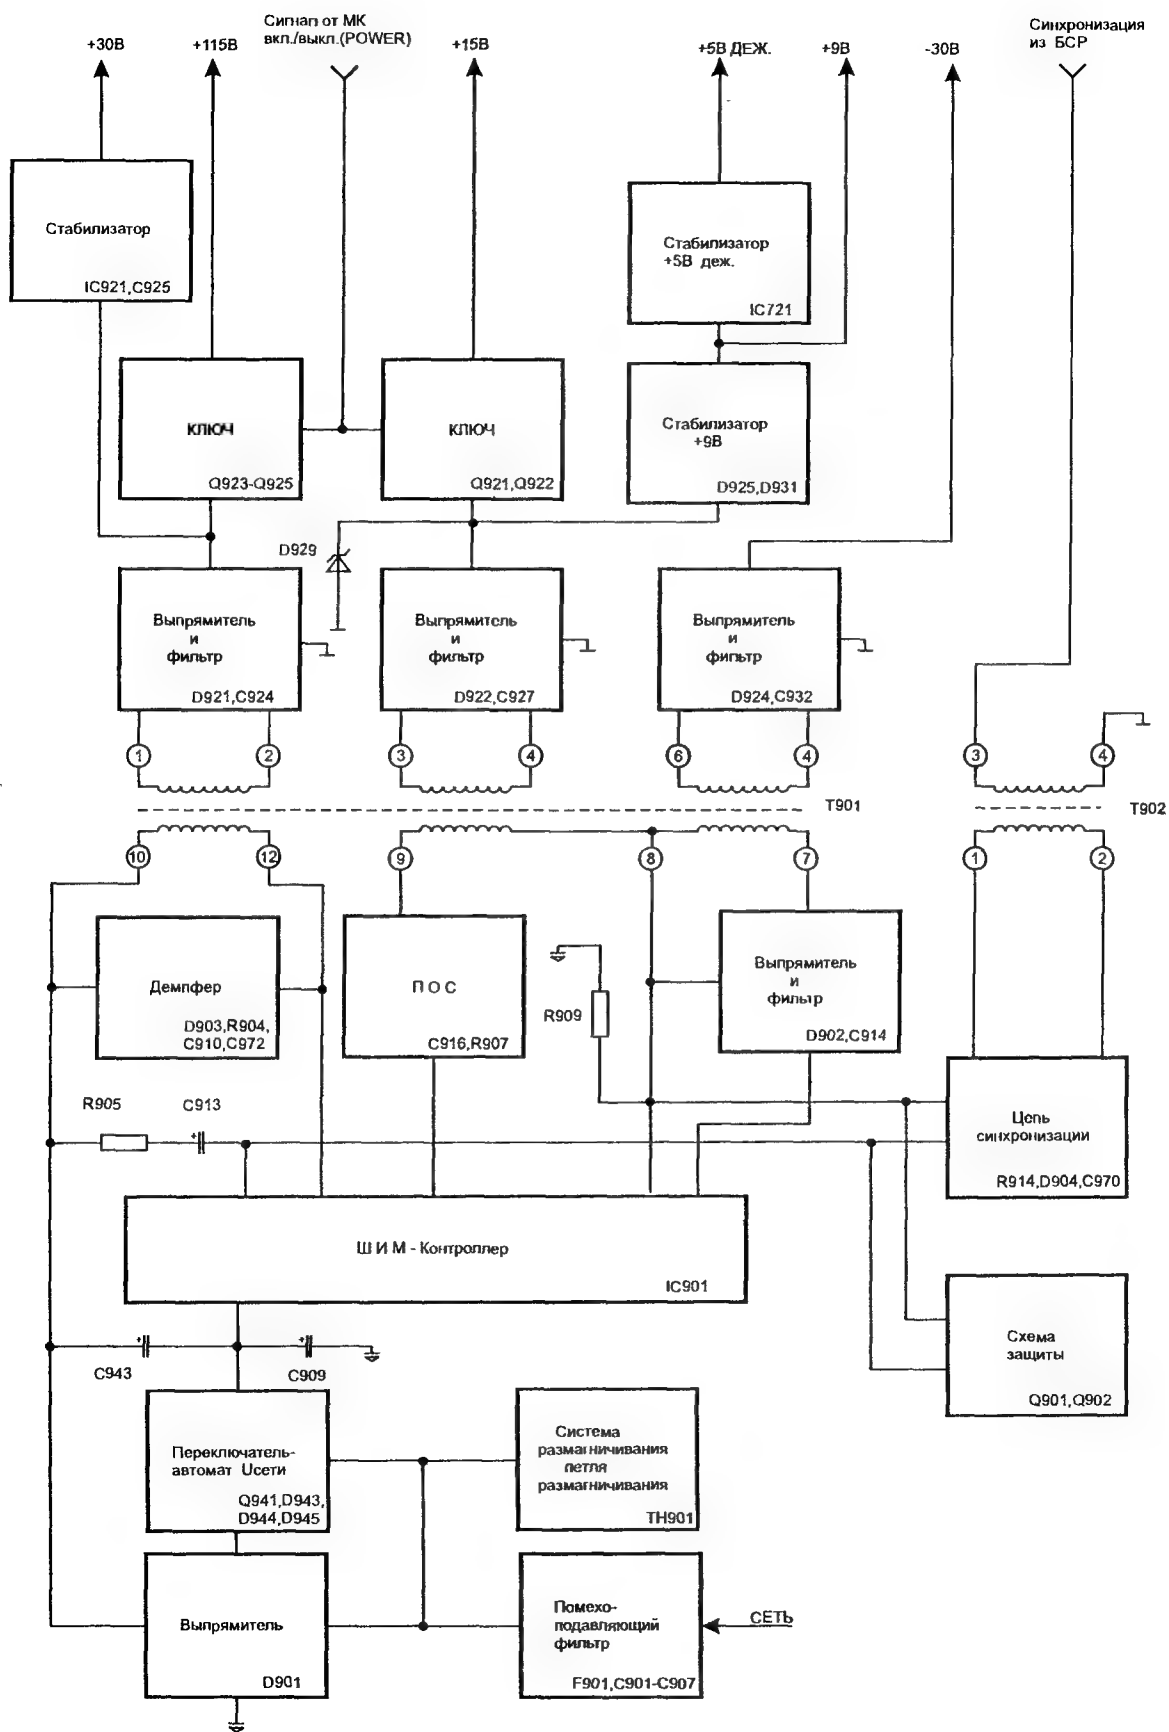 Сигнал от МК
вкл./выкл.(POWER)
Синхронизация
из БСР
+30В
+115В
+15В
+5В ДЕЖ.
+9В
-30В
Стабилизатор
IC921,C925
Стабилизатор
+5В деж.
IC721
КЛЮЧ
Q923-Q925
КЛЮЧ
Q921,Q922
Стабилизатор
+9В
D925,D931
D929
Выпрямитель
и
фильтр
D921,C924
Выпрямитель
и
фильтр
D922,C927
Выпрямитель
и
фильтр
D924,C932
1
2
3
4
6
4
3
4
T901
T902
10
12
9
8
7
1
2
Демпфер
D903,R904,
C910,C972
П О С
C916,R907
R909
Выпрямитель
и
фильтр
D902,C914
R905
C913
Цепь
синхронизации
R914,D904,C970
Ш И М - Контроллер
IC901
C943
C909
Схема
защиты
Q901,Q902
Переключатель-
автомат Uсети
Q941,D943,
D944,D945
Система
размагничивания
петля
размагничивания
TH901
Выпрямитель
D901
Помехо-
подавляющий
фильтр
F901,C901-C907
СЕТЬ